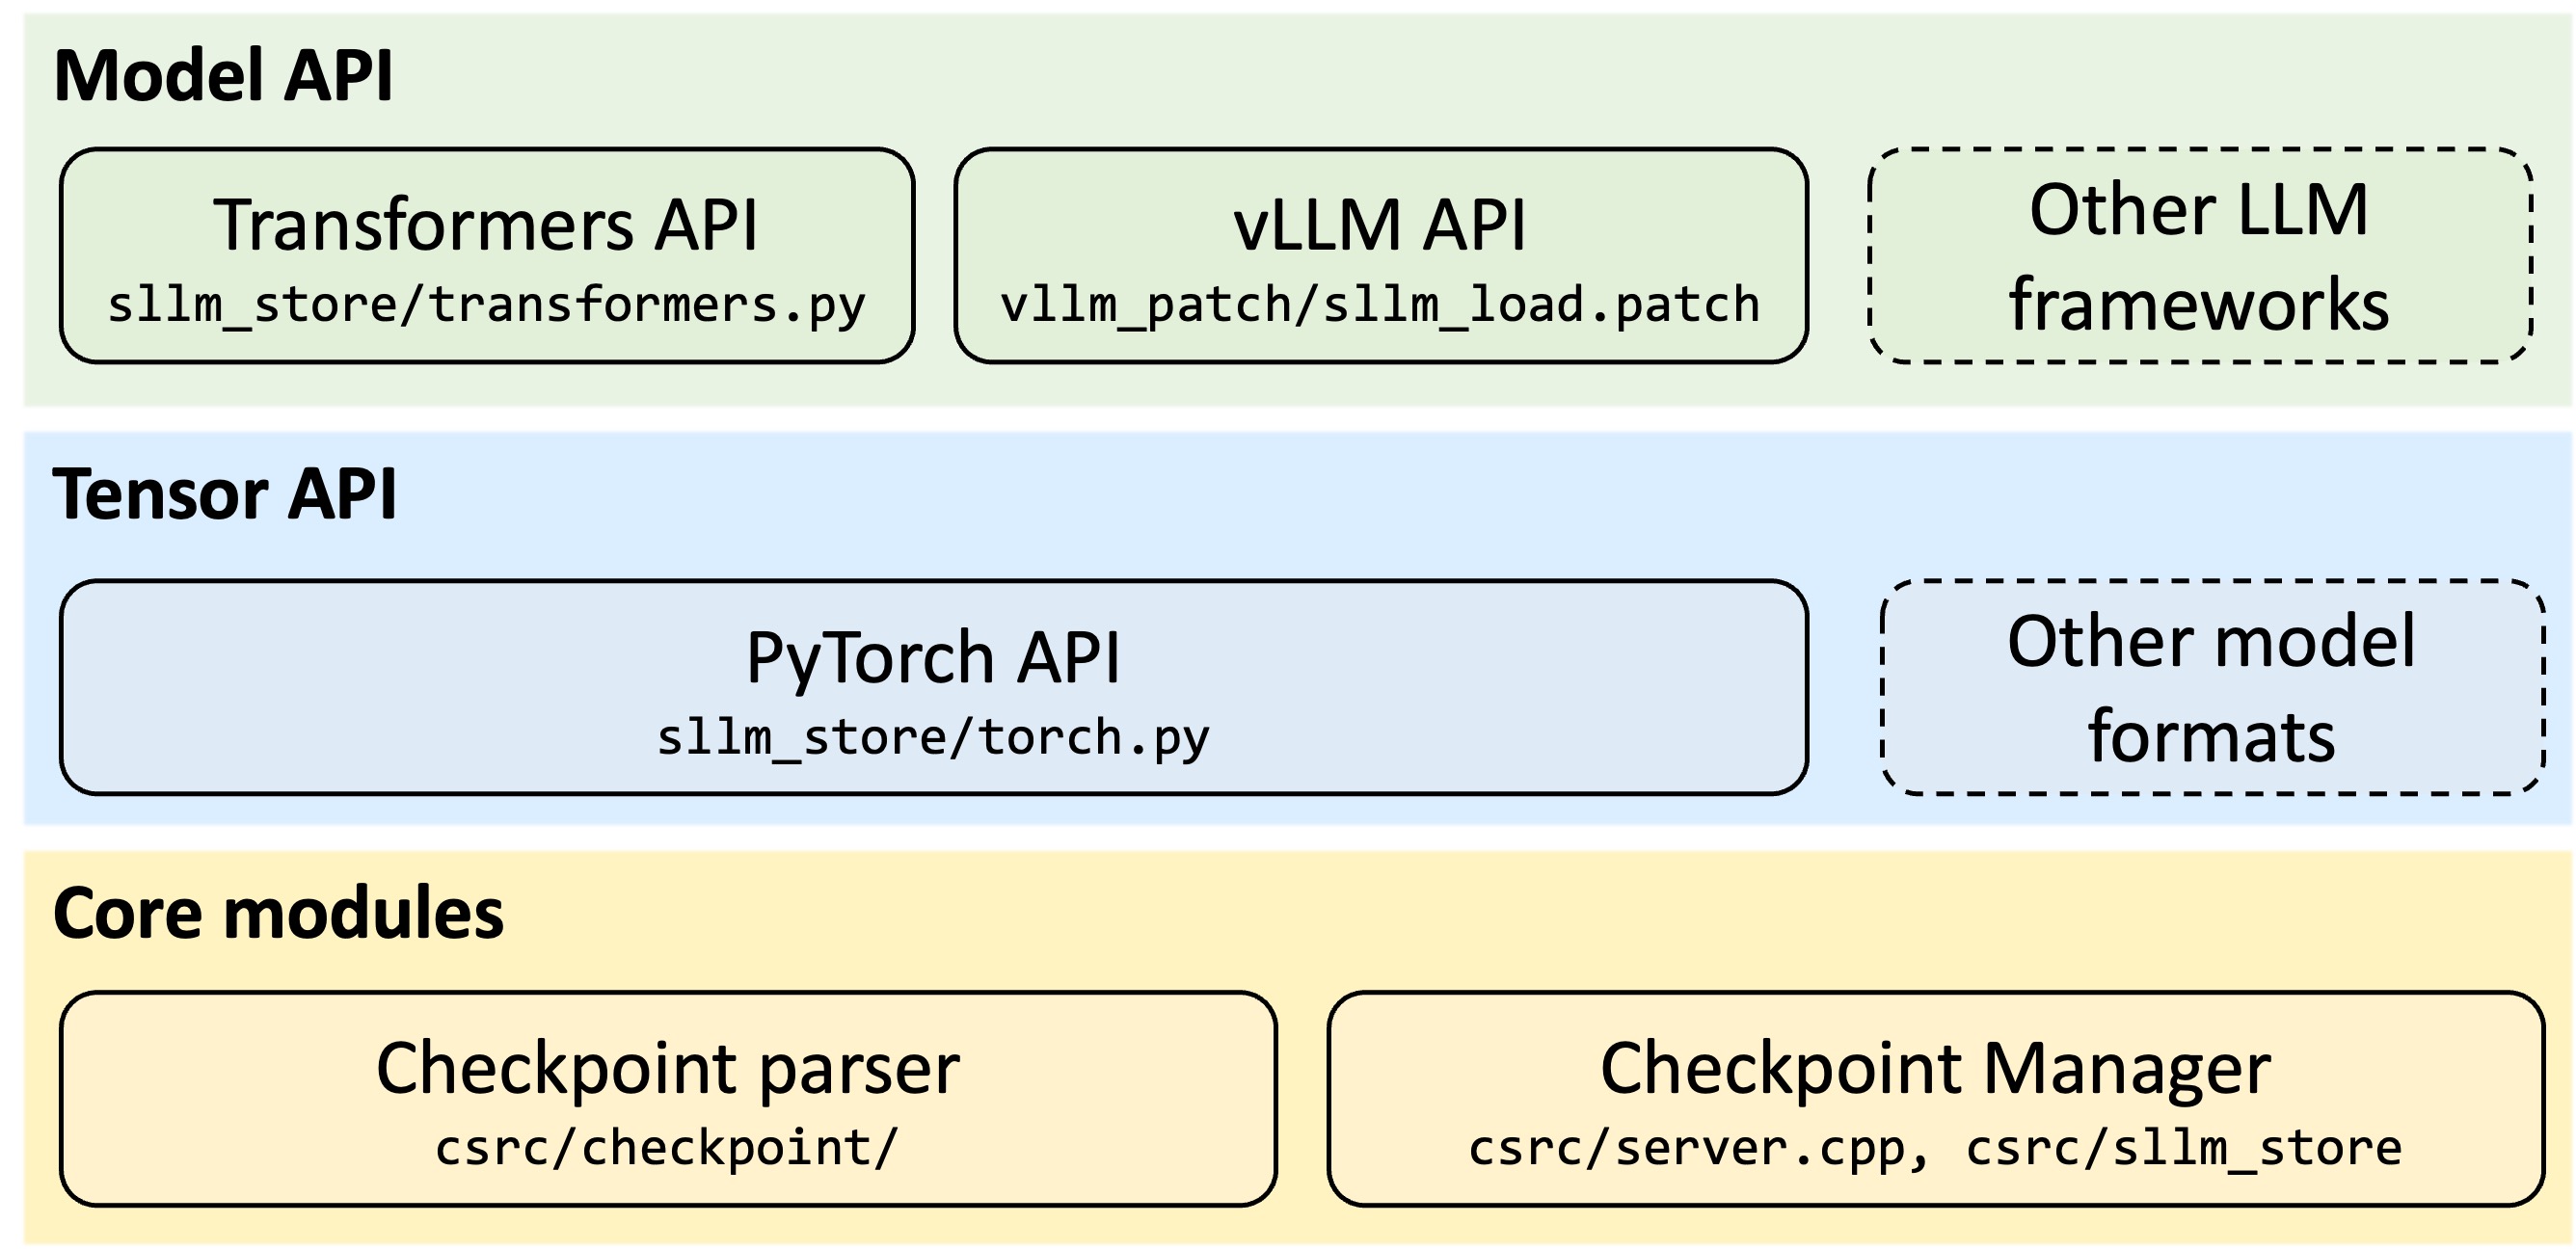 Model API
Transformers API
sllm_store/transformers.py
vLLM API
vllm_patch/sllm_load.patch
Other LLM
frameworks
Tensor API
PyTorch API
sllm_store/torch.py
Other model
formats
Core modules
Checkpoint parser
csrc/checkpoint/
Checkpoint Manager
csrc/server.cpp, csrc/sllm_store